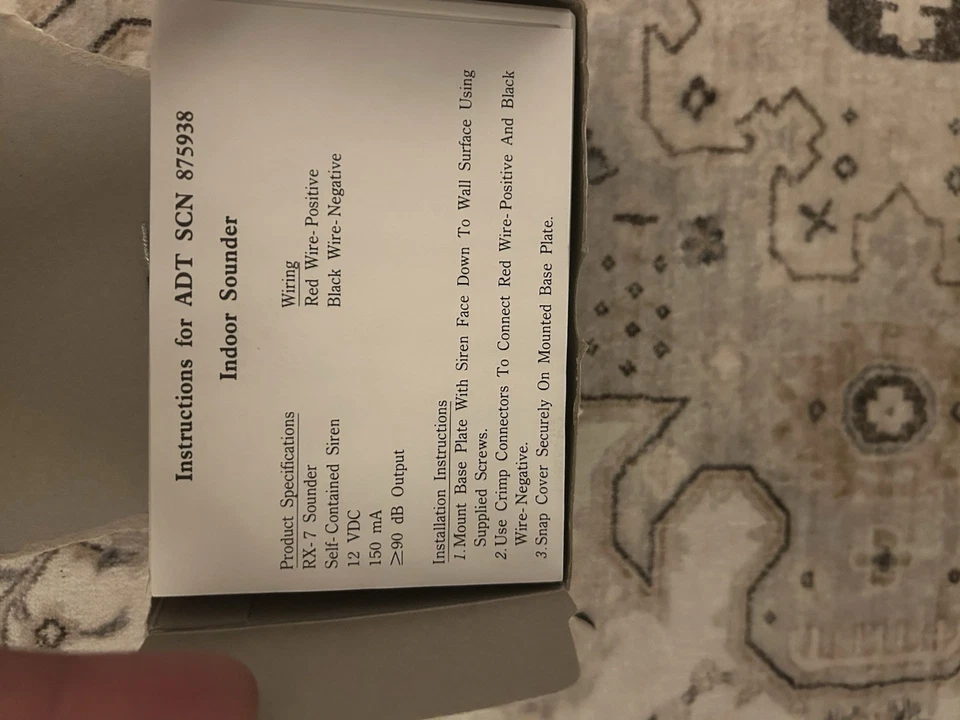 Instructions for ADT SCN 875938
Indoor Sounder
Product Specifications
RX-7 Sounder
Self-Contained Siren
12 VDC
150 mA
≥90 dB Output
Wiring
Red Wire-Positive
Black Wire-Negative
Installation Instructions
1. Mount Base Plate With Siren Face Down To Wall Surface Using
Supplied Screws.
2. Use Crimp Connectors To Connect Red Wire-Positive And Black
Wire-Negative.
3. Snap Cover Securely On Mounted Base Plate.